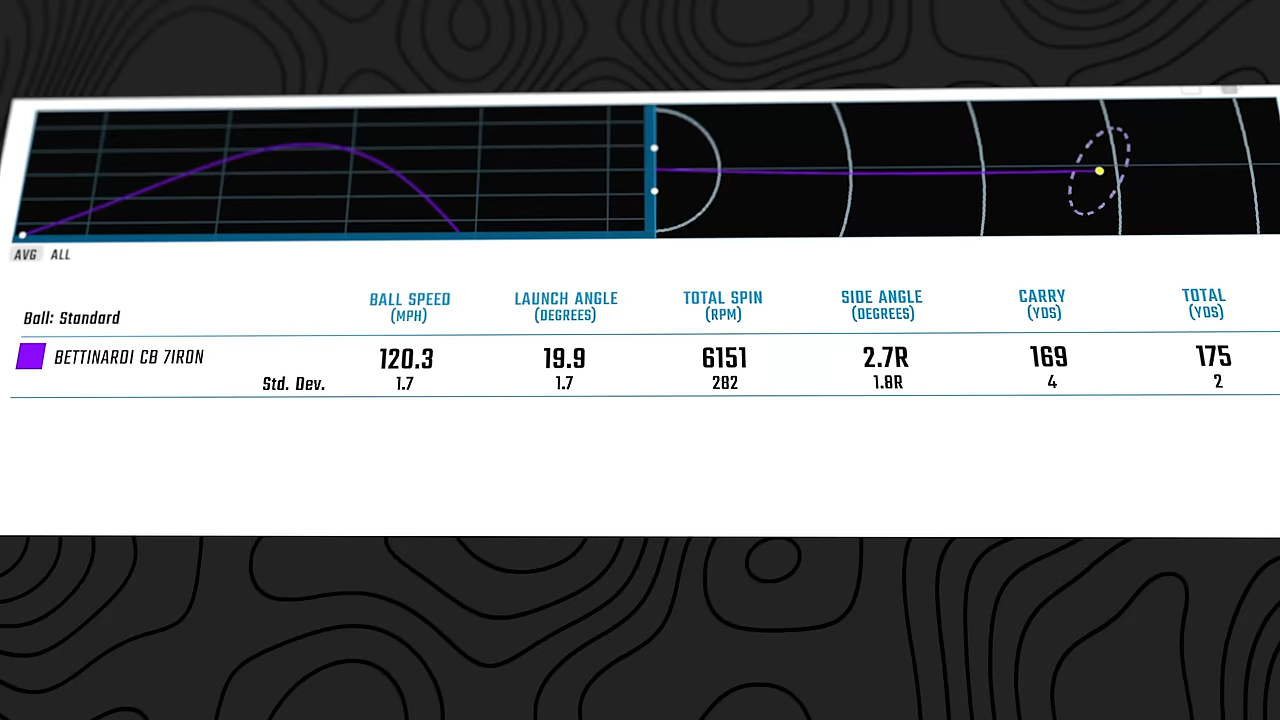 AVG ALL
BALL SPEED LAUNCH ANGLE TOTAL SPIN SIDE ANGLE CARRY TOTAL
(MPH) (DEGREES) (RPM) (DEGREES) (YDS) (YDS)
Ball: Standard
BETTINARDI CB 7IRON 120.3 19.9 6151 2.7R 169 175
Std. Dev. 1.7 1.7 282 1.8R 4 2